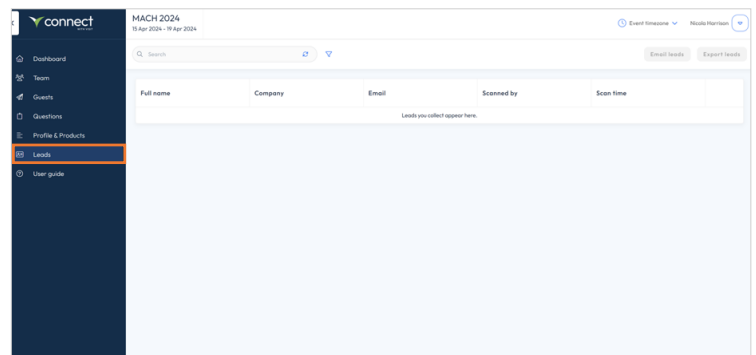 connect
MACH 2024
15 Apr 2024 - 19 Apr 2024
Event timezone
Nicola Harrison
Search
Email leads
Export leads
Dashboard
Team
Guests
Questions
Profile & Products
Leads
User guide
Full name
Company
Email
Scanned by
Scan time
Leads you collect appear here.